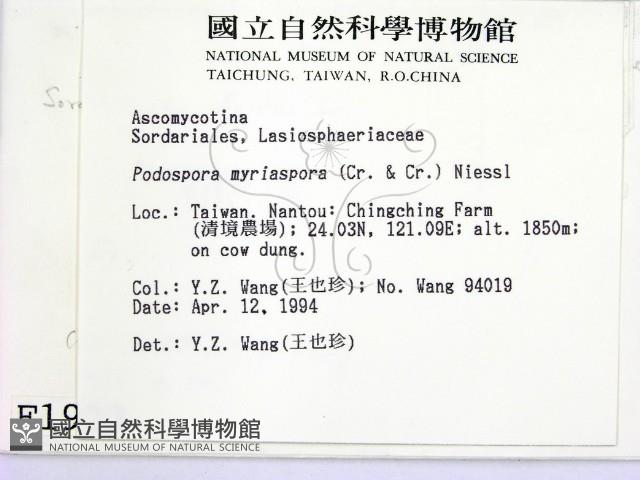 國立自然科學博物館
NATIONAL MUSEUM OF NATURAL SCIENCE
TAICHUNG, TAIWAN, R.O.CHINA
Ascomycotina
Sordariales, Lasiosphaeriaceae
Podospora myriaspora (Cr. & Cr.) Niessl
Loc.: Taiwan. Nantou: Chingching Farm
(清境農場); 24.03N, 121.09E; alt. 1850m;
on cow dung.
Col.: Y.Z. Wang(王也珍); No. Wang 94019
Date: Apr. 12, 1994
Det.: Y.Z. Wang(王也珍)
F19
國立自然科學博物館
NATIONAL MUSEUM OF NATURAL SCIENCE